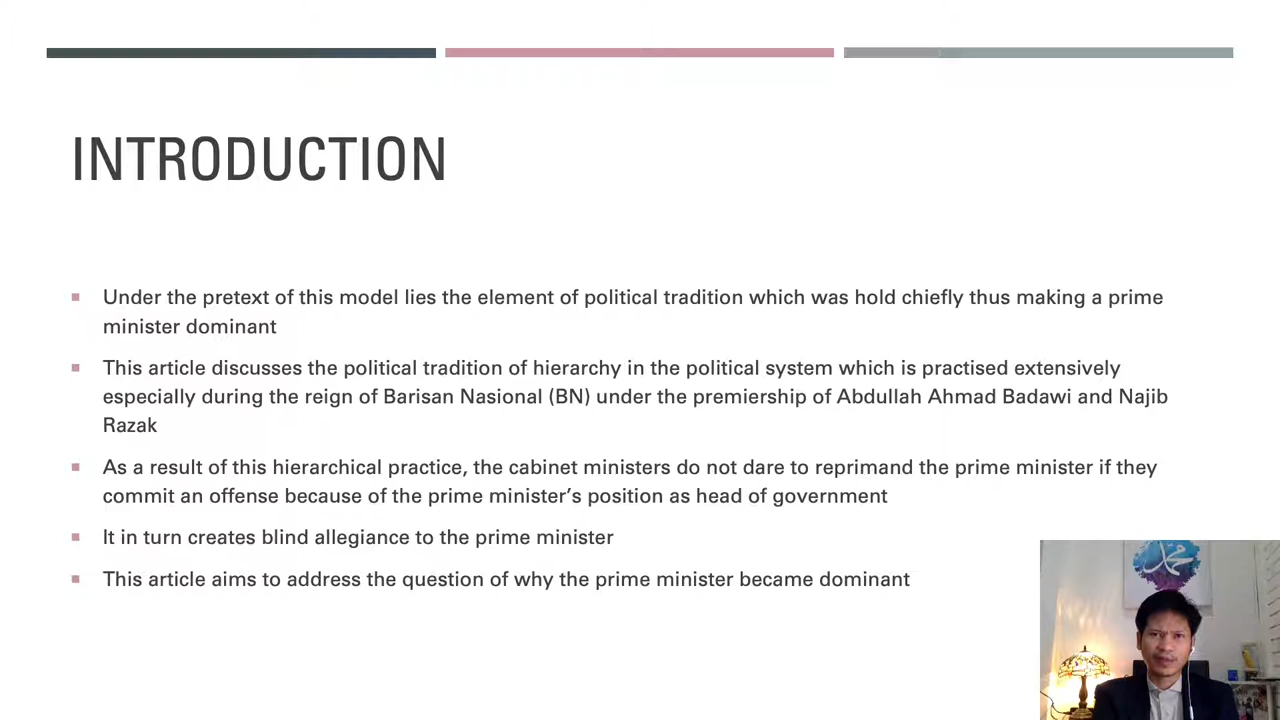 INTRODUCTION
Under the pretext of this model lies the element of political tradition which was hold chiefly thus making a prime
minister dominant
This article discusses the political tradition of hierarchy in the political system which is practised extensively
especially during the reign of Barisan Nasional (BN) under the premiership of Abdullah Ahmad Badawi and Najib
Razak
As a result of this hierarchical practice, the cabinet ministers do not dare to reprimand the prime minister if they
commit an offense because of the prime minister’s position as head of government
It in turn creates blind allegiance to the prime minister
This article aims to address the question of why the prime minister became dominant
محمد